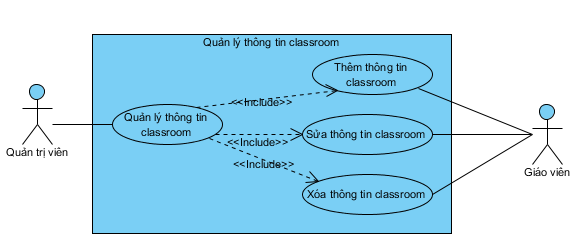 Quản lý thông tin classroom
Thêm thông tin
classroom
<<Include>>
Quản lý thông tin
classroom
Sửa thông tin classroom
<<Include>>
Quản trị viên
<<Include>>
Giáo viên
Xóa thông tin classroom